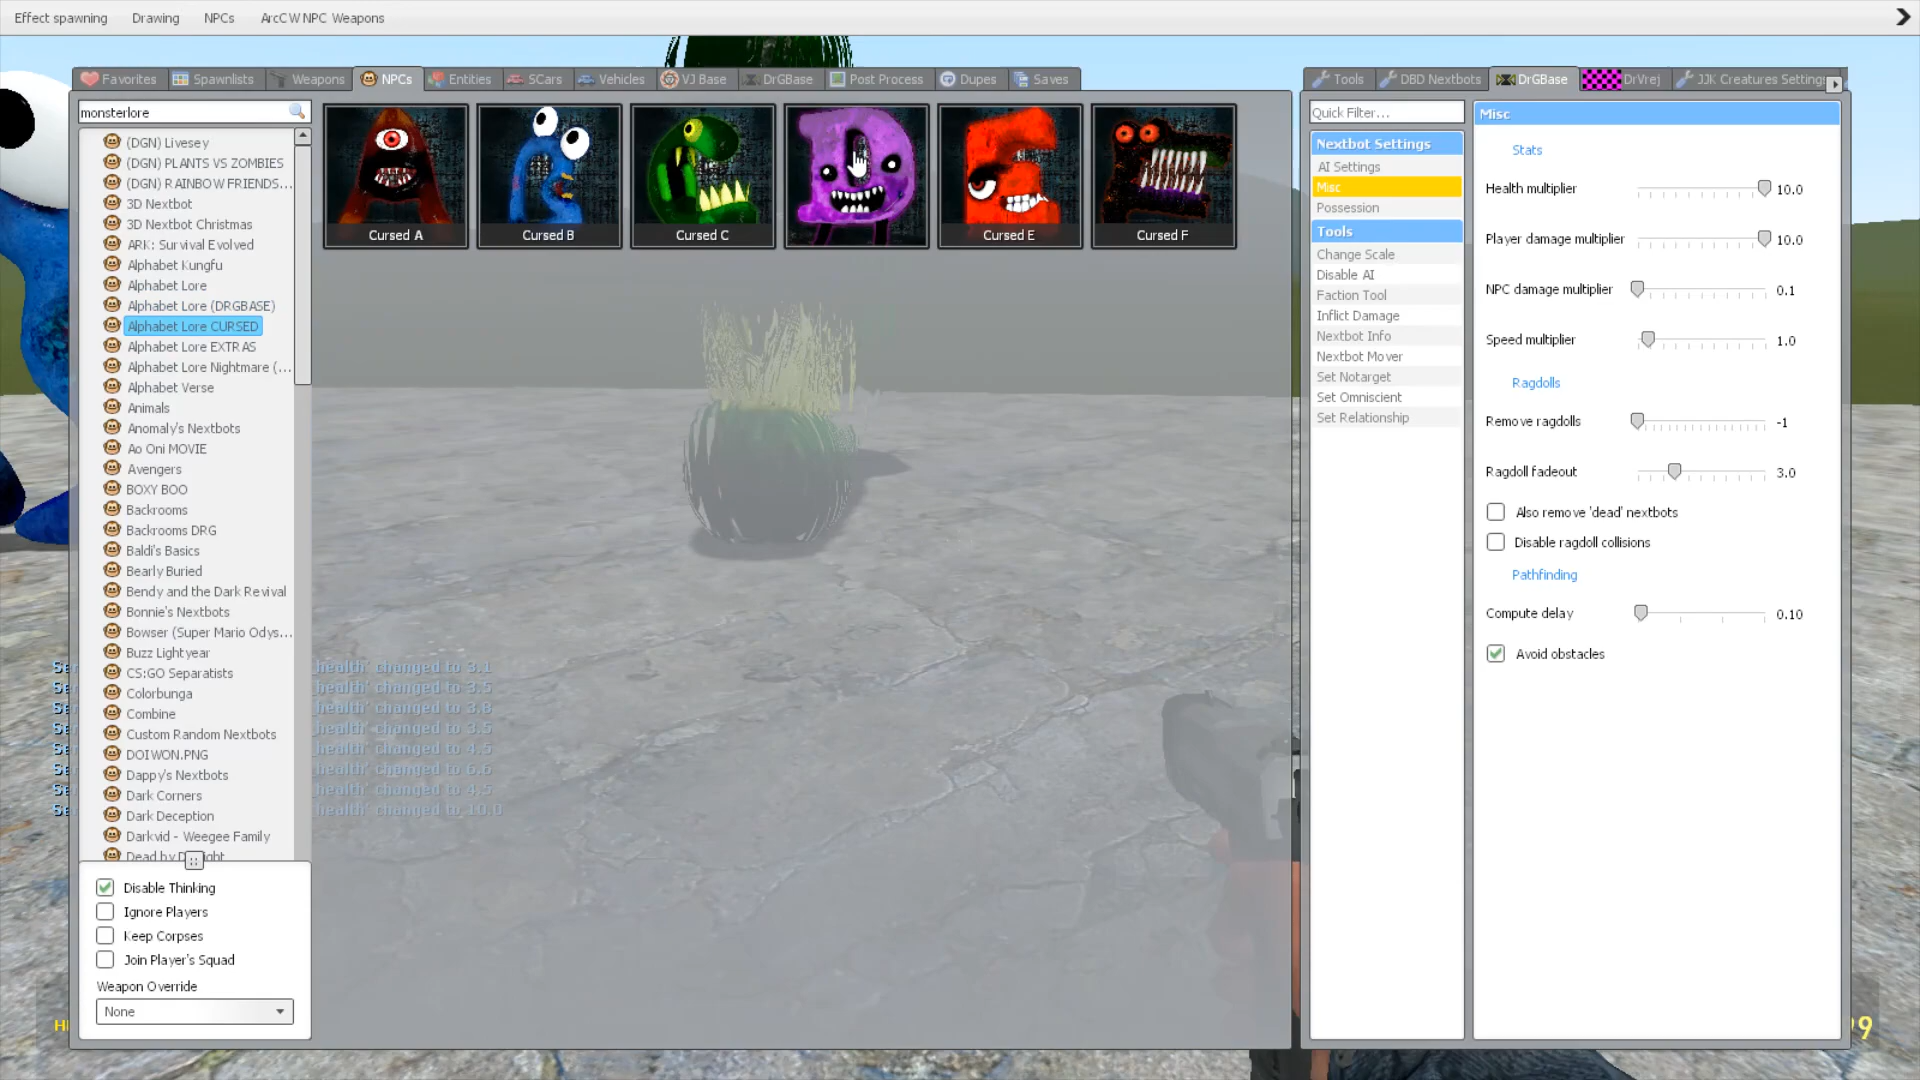 Effect spawning Drawing NPCs ArcCW NPC Weapons
Favorites Spawnlists Weapons NPCs Entities SCars Vehicles VJ Base DrGBase Post Process Dupes Saves
monsterlore
(DGN) Livesey
(DGN) PLANTS VS ZOMBIES
(DGN) RAINBOW FRIENDS...
3D Nextbot
3D Nextbot Christmas
ARK: Survival Evolved
Alphabet Kungfu
Alphabet Lore
Alphabet Lore (DRGBASE)
Alphabet Lore CURSED
Alphabet Lore EXTRAS
Alphabet Lore Nightmare (...
Alphabet Verse
Animals
Anomaly's Nextbots
Ao Oni MOVIE
Avengers
BOXY BOO
Backrooms
Backrooms DRG
Baldi's Basics
Bearly Buried
Bendy and the Dark Revival
Bonnie's Nextbots
Bowser (Super Mario Odys...
Buzz Lightyear
CS:GO Separatists
Colorbunga
Combine
Custom Random Nextbots
DOIWON.PNG
Dappy's Nextbots
Dark Corners
Dark Deception
Darkvid - Weegee Family
Disable Thinking
Ignore Players
Keep Corpses
Join Player's Squad
Weapon Override
None
Cursed A
Cursed B
Cursed C
Cursed E
Cursed F
health' changed to 3.1
health' changed to 3.5
health' changed to 3.8
health' changed to 3.5
health' changed to 4.5
health' changed to 6.6
health' changed to 4.5
health' changed to 10.0
Tools DBD Nextbots DrGBase DrVrej JJK Creatures Settings
Quick Filter...
Nextbot Settings
AI Settings
Misc
Possession
Tools
Change Scale
Disable AI
Faction Tool
Inflict Damage
Nextbot Info
Nextbot Mover
Set Notarget
Set Omniscient
Set Relationship
Misc
Stats
Health multiplier 10.0
Player damage multiplier 10.0
NPC damage multiplier 0.1
Speed multiplier 1.0
Ragdolls
Remove ragdolls -1
Ragdoll fadeout 3.0
Also remove 'dead' nextbots
Disable ragdoll collisions
Pathfinding
Compute delay 0.10
Avoid obstacles